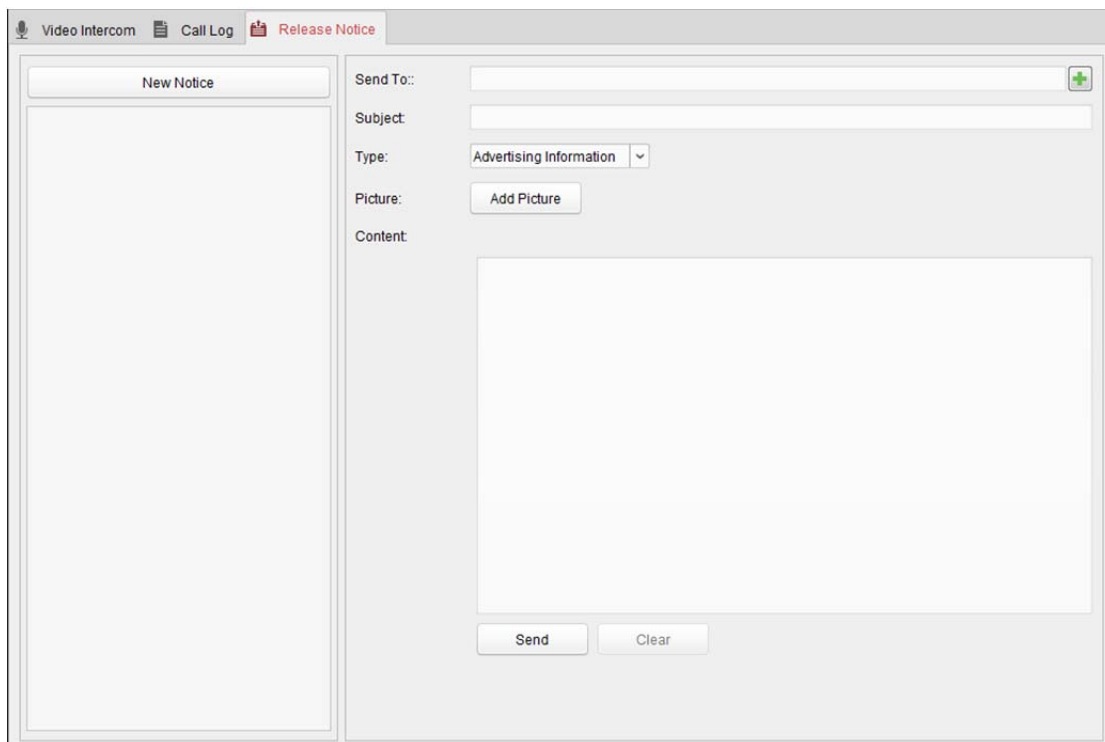 Video Intercom Call Log Release Notice
New Notice
Send To::
Subject:
Type: Advertising Information
Picture: Add Picture
Content:
Send Clear